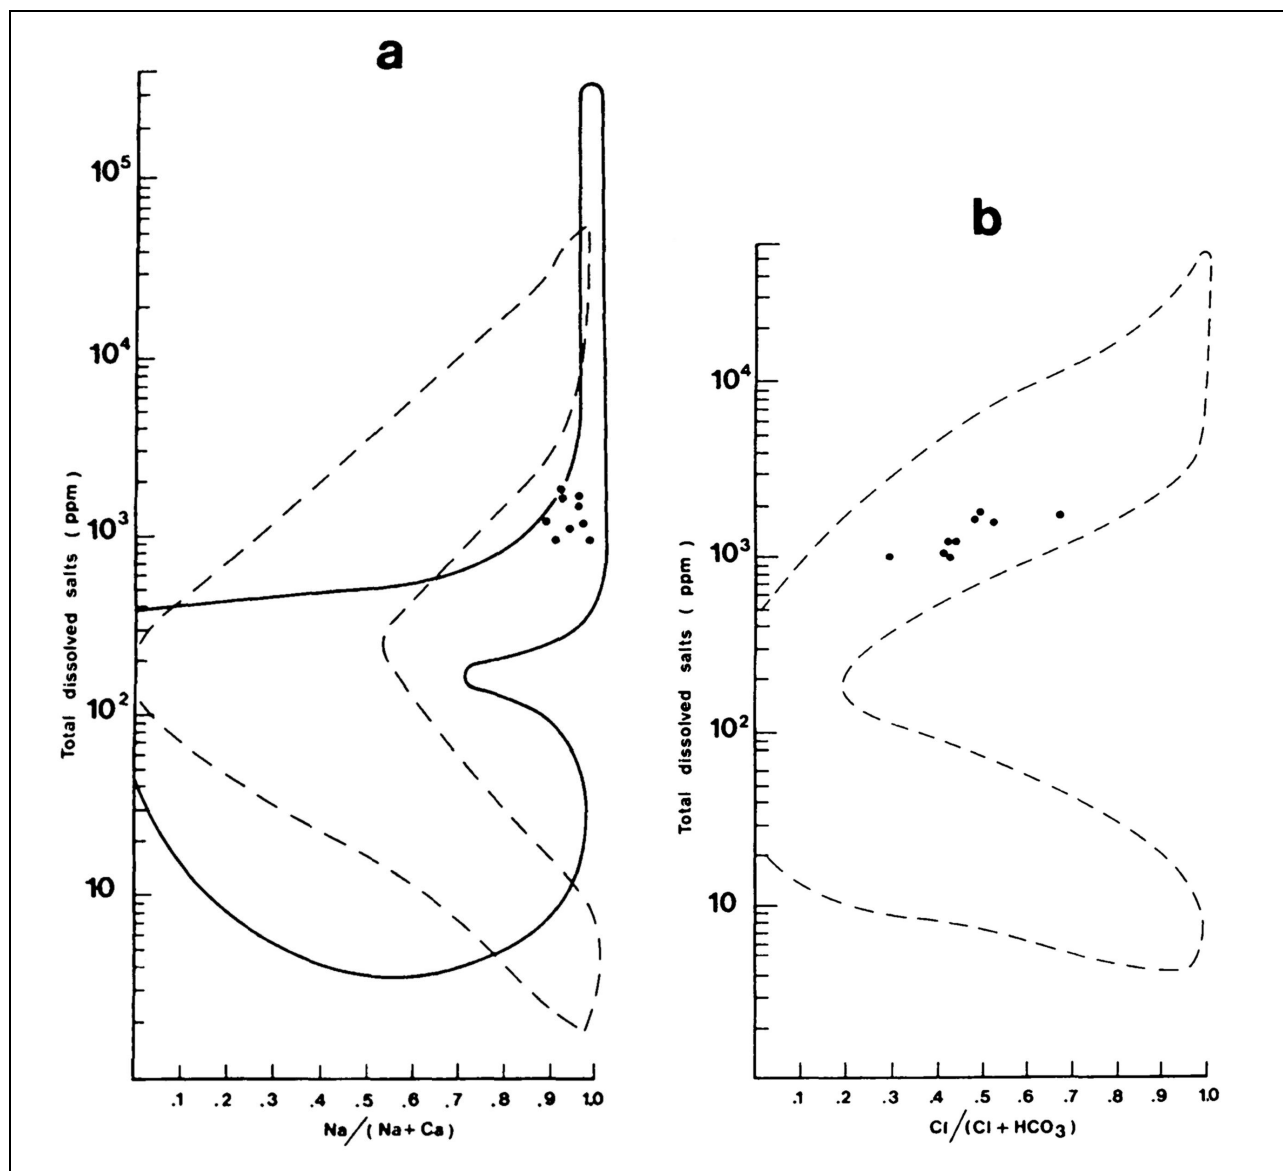 a
10⁵
10⁴
10³
10²
10
Total dissolved salts ( ppm )
.1 .2 .3 .4 .5 .6 .7 .8 .9 1.0
Na/(Na+Ca)
b
10⁴
10³
10²
10
Total dissolved salts ( ppm )
.1 .2 .3 .4 .5 .6 .7 .8 .9 1.0
Cl/(Cl+HCO₃)